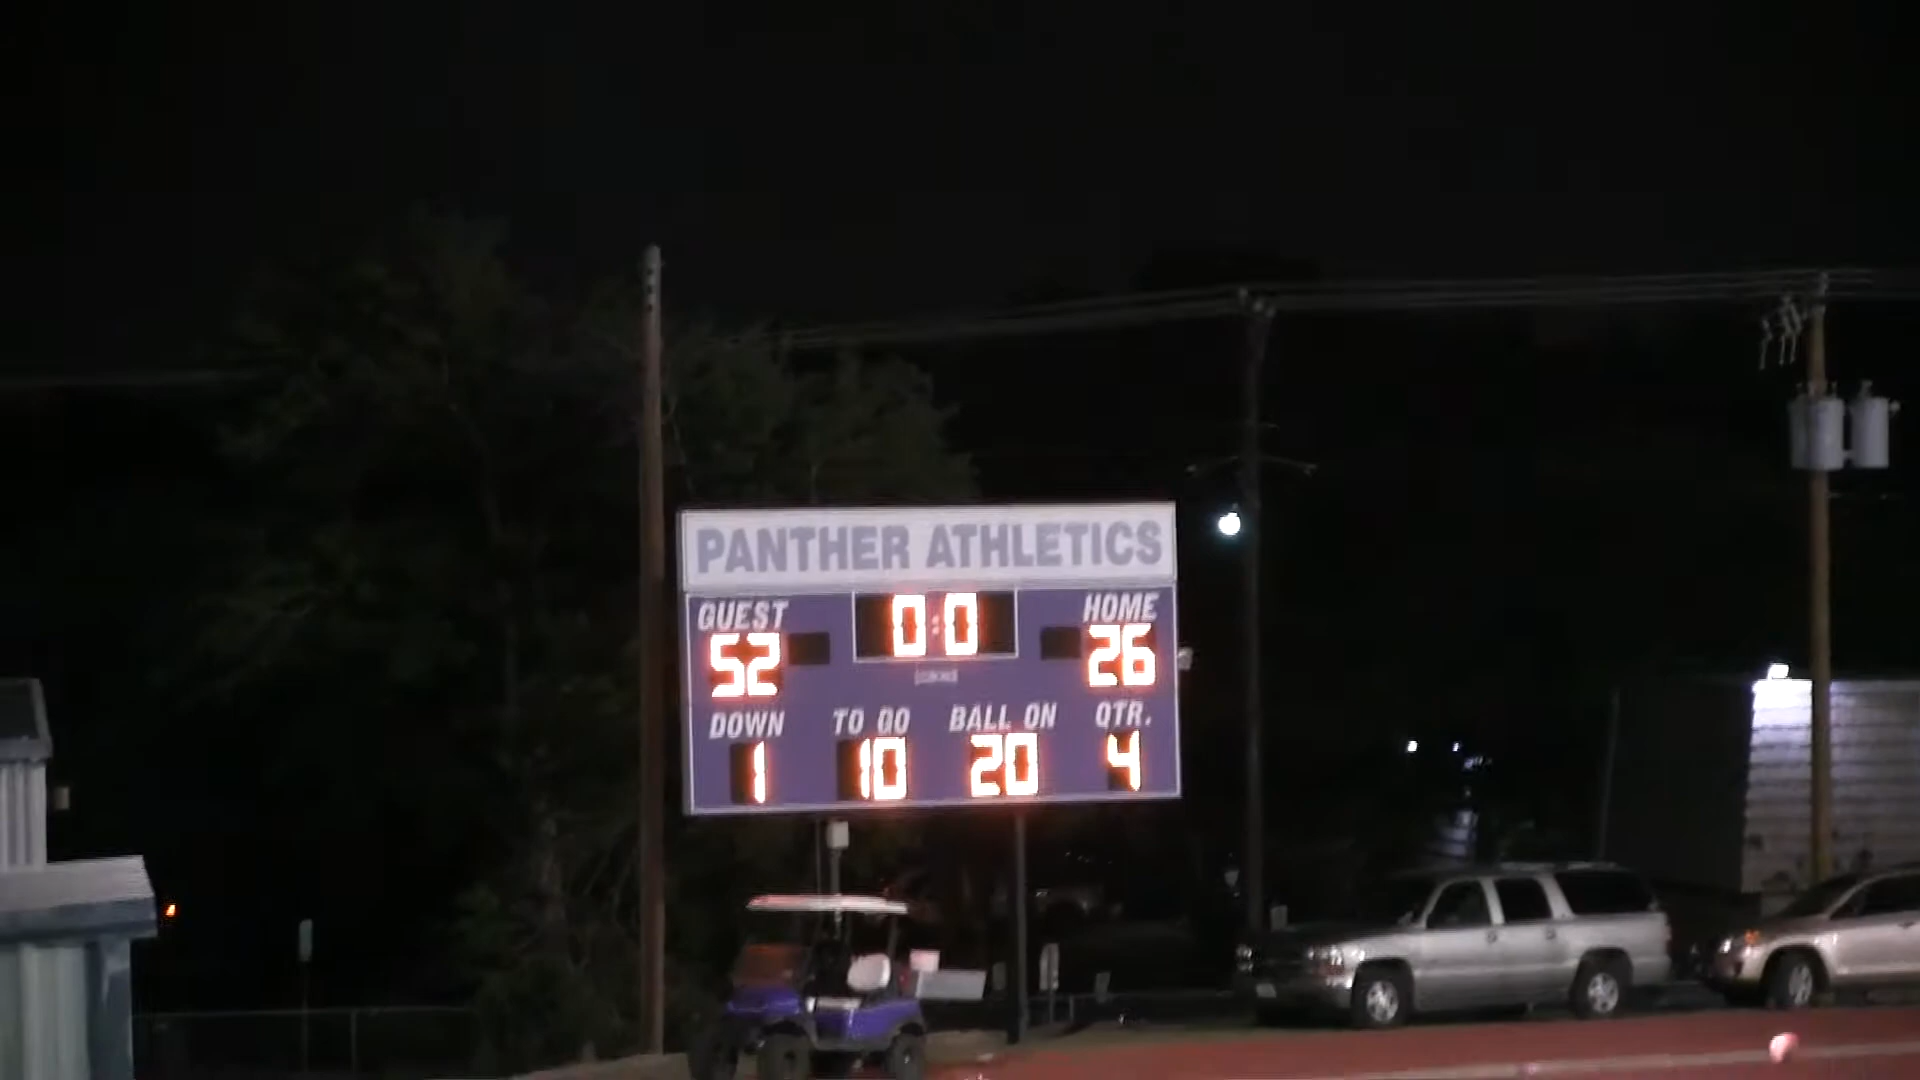 PANTHER ATHLETICS
GUEST 0:0 HOME
52 26
DOWN TO GO BALL ON QTR.
1 10 20 4